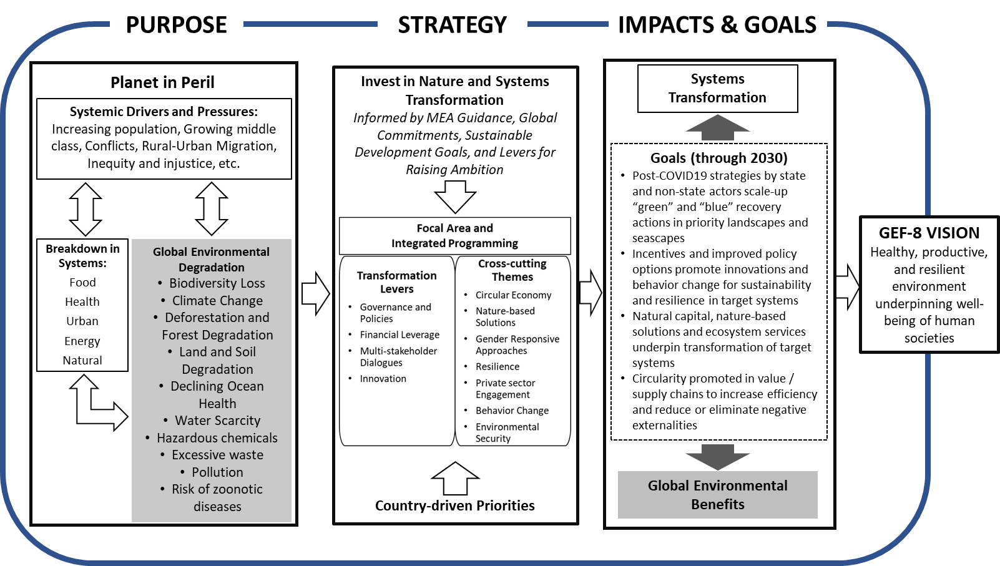 PURPOSE
STRATEGY
IMPACTS & GOALS
Planet in Peril
Systemic Drivers and Pressures:
Increasing population, Growing middle
class, Conflicts, Rural-Urban Migration,
Inequity and injustice, etc.
Breakdown in
Systems:
Food
Health
Urban
Energy
Natural
Global Environmental
Degradation
• Biodiversity Loss
• Climate Change
• Deforestation and
Forest Degradation
• Land and Soil
Degradation
• Declining Ocean
Health
• Water Scarcity
• Hazardous chemicals
• Excessive waste
• Pollution
• Risk of zoonotic
diseases
Invest in Nature and Systems
Transformation
Informed by MEA Guidance, Global
Commitments, Sustainable
Development Goals, and Levers for
Raising Ambition
Focal Area and
Integrated Programming
Transformation
Levers
• Governance and
Policies
• Financial Leverage
• Multi-stakeholder
Dialogues
• Innovation
Cross-cutting
Themes
• Circular Economy
• Nature-based
Solutions
• Gender Responsive
Approaches
• Resilience
• Private sector
Engagement
• Behavior Change
• Environmental
Security
Country-driven Priorities
Systems
Transformation
Goals (through 2030)
• Post-COVID19 strategies by state
and non-state actors scale-up
“green” and “blue” recovery
actions in priority landscapes and
seascapes
• Incentives and improved policy
options promote innovations and
behavior change for sustainability
and resilience in target systems
• Natural capital, nature-based
solutions and ecosystem services
underpin transformation of target
systems
• Circularity promoted in value /
supply chains to increase efficiency
and reduce or eliminate negative
externalities
Global Environmental
Benefits
GEF-8 VISION
Healthy, productive,
and resilient
environment
underpinning well-
being of human
societies